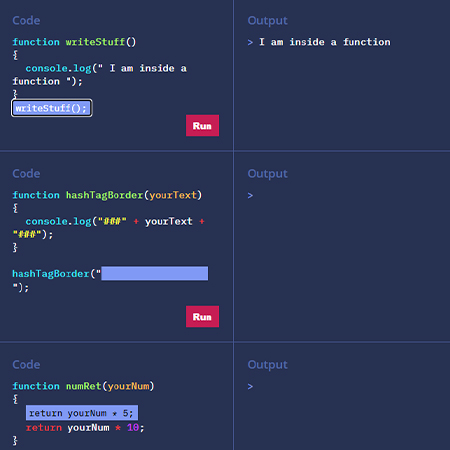 Code
function writeStuff()
{
console.log(" I am inside a
function ");
}
writeStuff();
Run
Output
> I am inside a function
Code
function hashTagBorder(yourText)
{
console.log("###" + yourText +
"###");
}
hashTagBorder("
");
Run
Output
>
Code
function numRet(yourNum)
{
return yourNum * 5;
return yourNum * 10;
}
Output
>